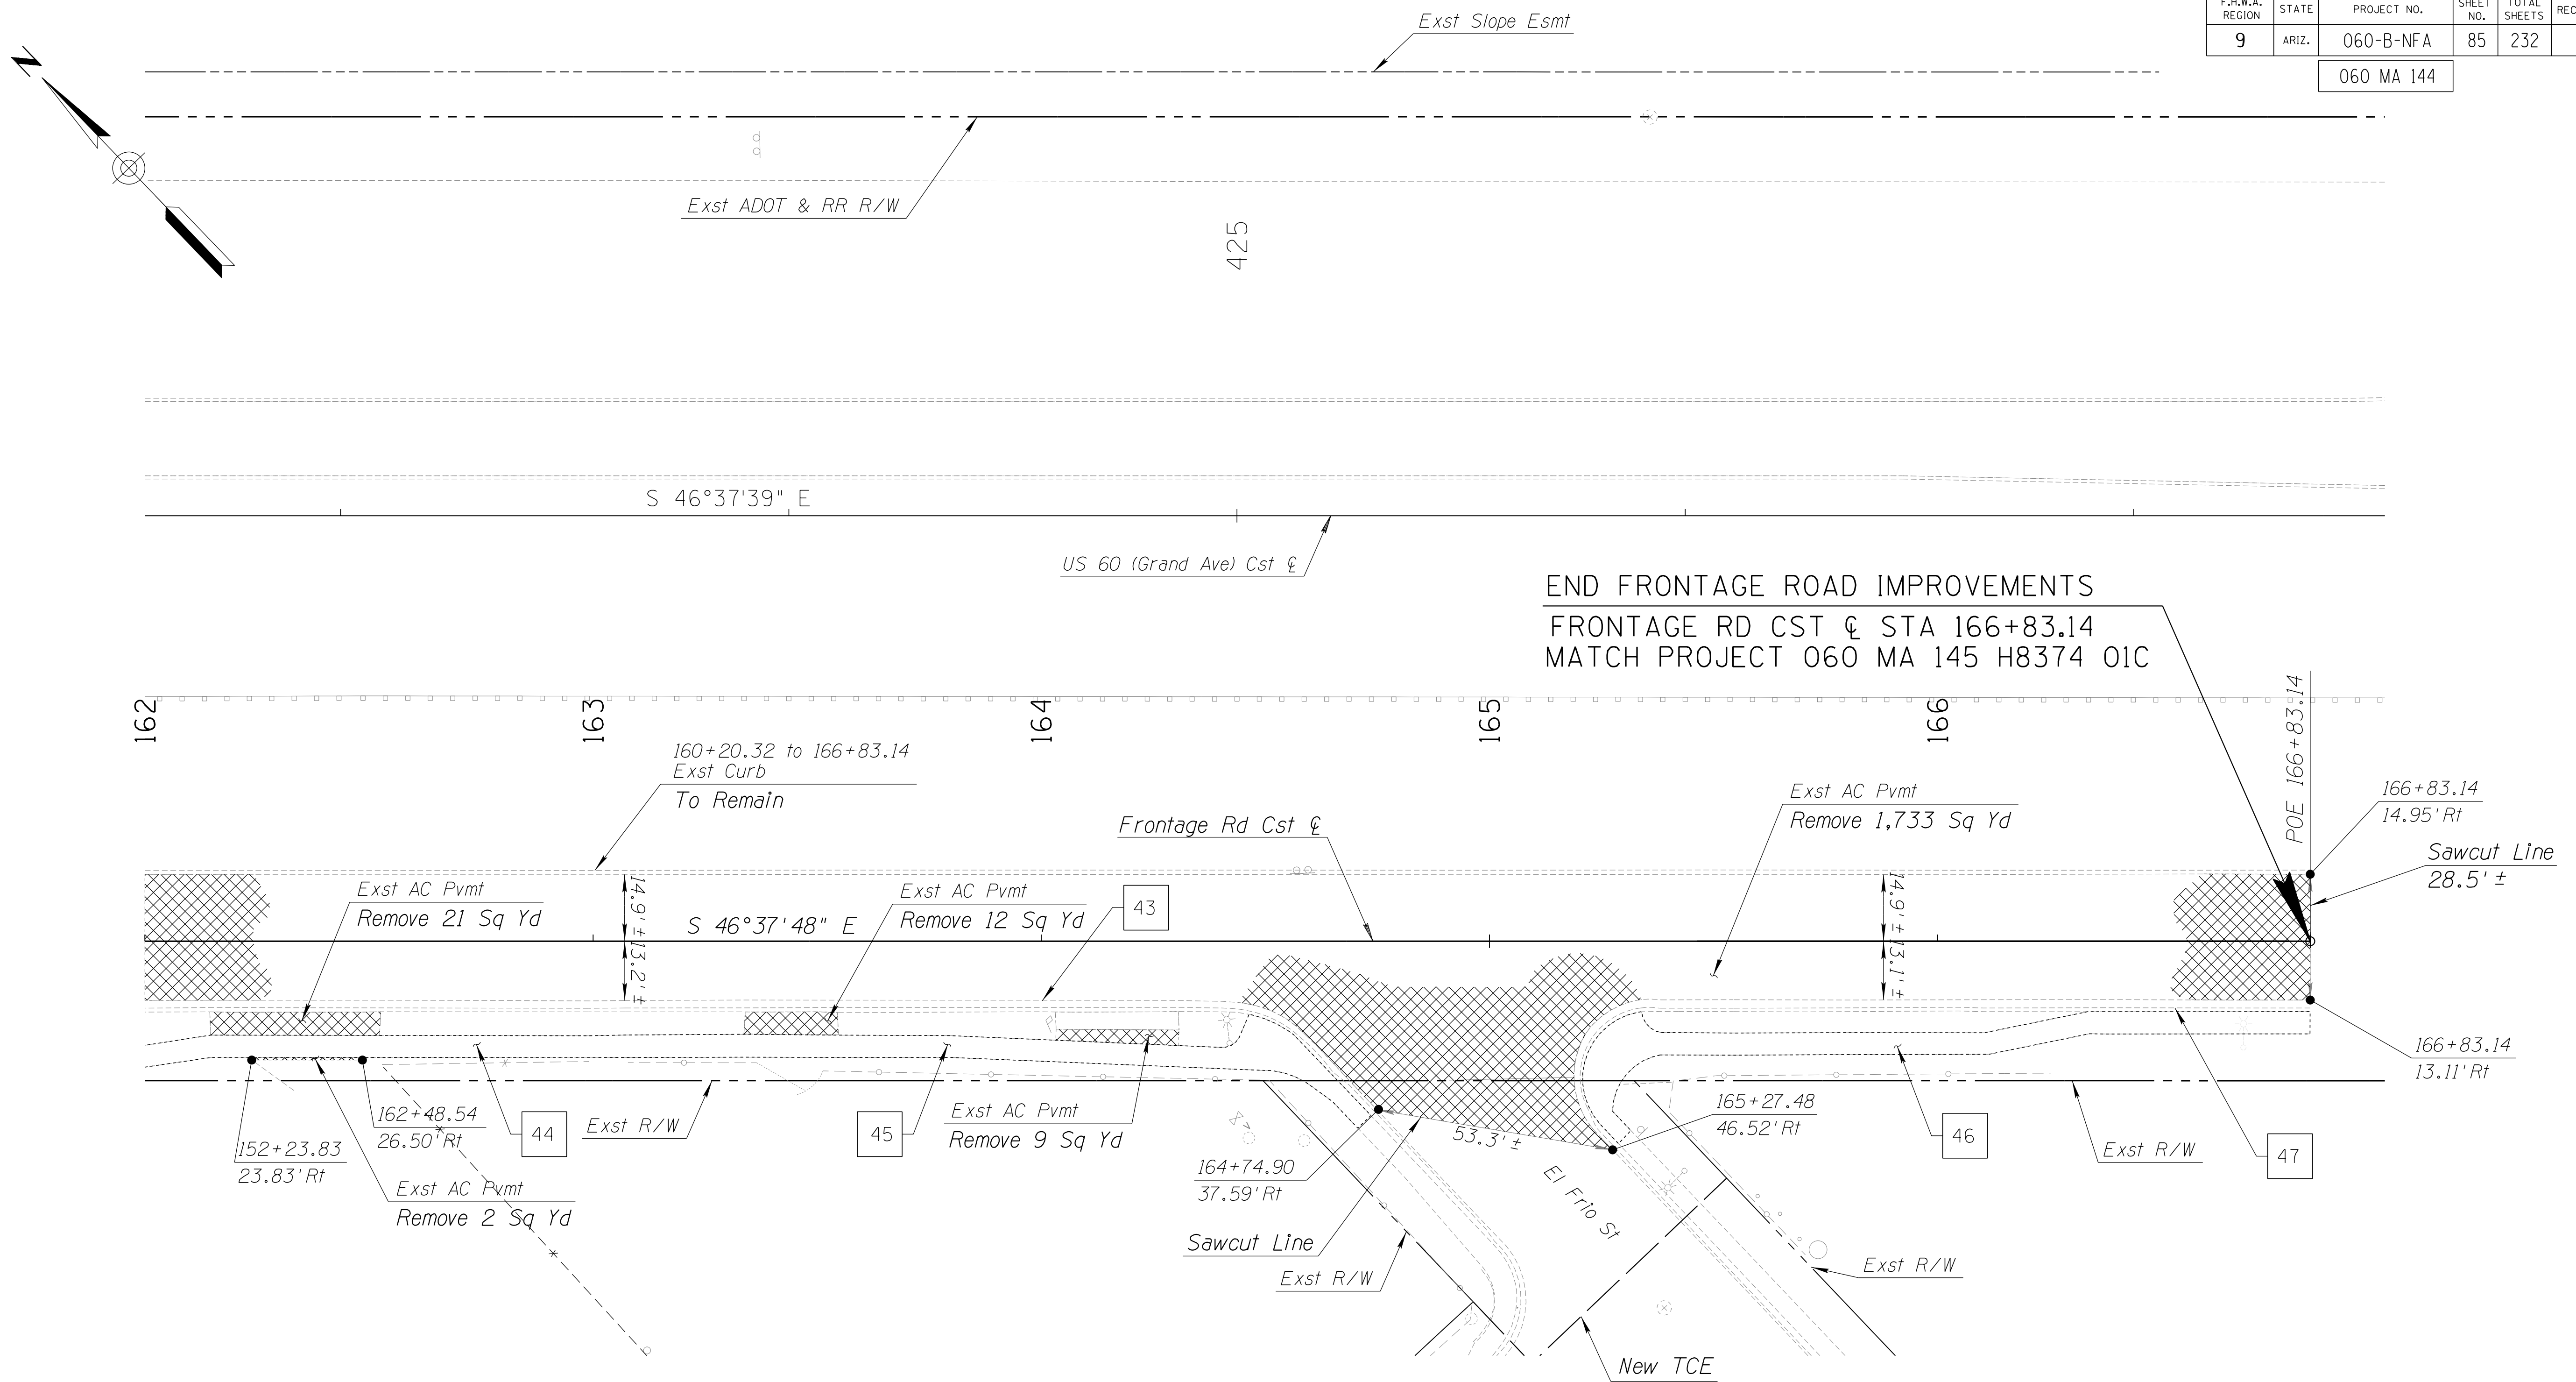 F.H.W.A. REGION STATE PROJECT NO. SHEET NO. TOTAL SHEETS
9 ARIZ. 060-B-NFA 85 232
060 MA 144
N
Exst Slope Esmt
Exst ADOT & RR R/W
425
S 46°37'39" E
US 60 (Grand Ave) Cst ℄
END FRONTAGE ROAD IMPROVEMENTS
FRONTAGE RD CST ℄ STA 166+83.14
MATCH PROJECT 060 MA 145 H8374 01C
162
163
164
165
166
POE 166+83.14
160+20.32 to 166+83.14
Exst Curb
To Remain
Frontage Rd Cst ℄
Exst AC Pvmt
Remove 1,733 Sq Yd
166+83.14
14.95' Rt
Sawcut Line
28.5' ±
Exst AC Pvmt
Remove 21 Sq Yd
14.9' ±
13.2' ±
S 46°37'48" E
Exst AC Pvmt
Remove 12 Sq Yd
43
14.9' ±
13.1' ±
166+83.14
13.11' Rt
152+23.83
23.83' Rt
162+48.54
26.50' Rt
44
Exst R/W
45
Exst AC Pvmt
Remove 9 Sq Yd
Exst AC Pvmt
Remove 2 Sq Yd
164+74.90
37.59' Rt
53.3' ±
165+27.48
46.52' Rt
46
Exst R/W
47
El Frio St
Sawcut Line
Exst R/W
Exst R/W
New TCE